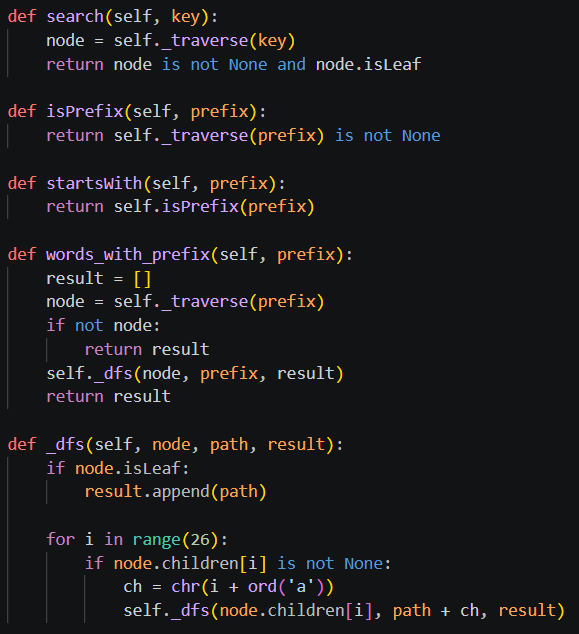 def search(self, key):
    node = self._traverse(key)
    return node is not None and node.isLeaf

def isPrefix(self, prefix):
    return self._traverse(prefix) is not None

def startsWith(self, prefix):
    return self.isPrefix(prefix)

def words_with_prefix(self, prefix):
    result = []
    node = self._traverse(prefix)
    if not node:
        return result
    self._dfs(node, prefix, result)
    return result

def _dfs(self, node, path, result):
    if node.isLeaf:
        result.append(path)

    for i in range(26):
        if node.children[i] is not None:
            ch = chr(i + ord('a'))
            self._dfs(node.children[i], path + ch, result)